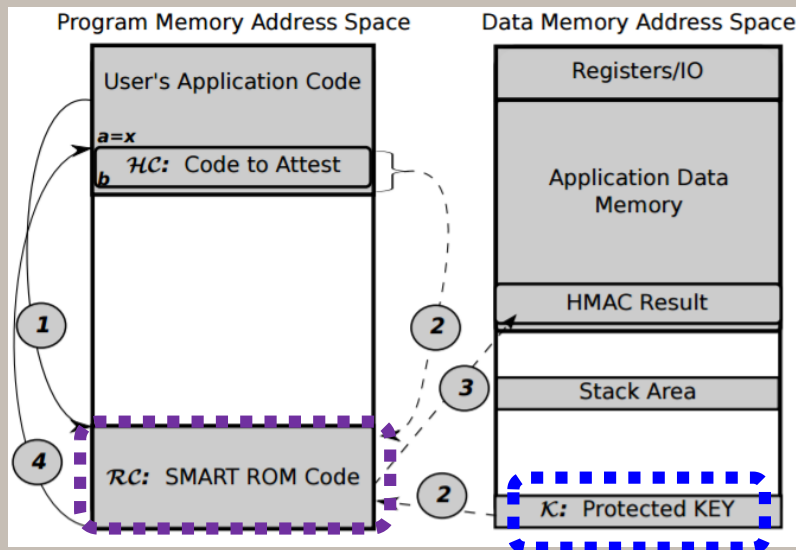 Program Memory Address Space
Data Memory Address Space
User's Application Code
a=x
HC: Code to Attest
b
1
2
3
4
RC: SMART ROM Code
Registers/IO
Application Data
Memory
HMAC Result
Stack Area
2
K: Protected KEY